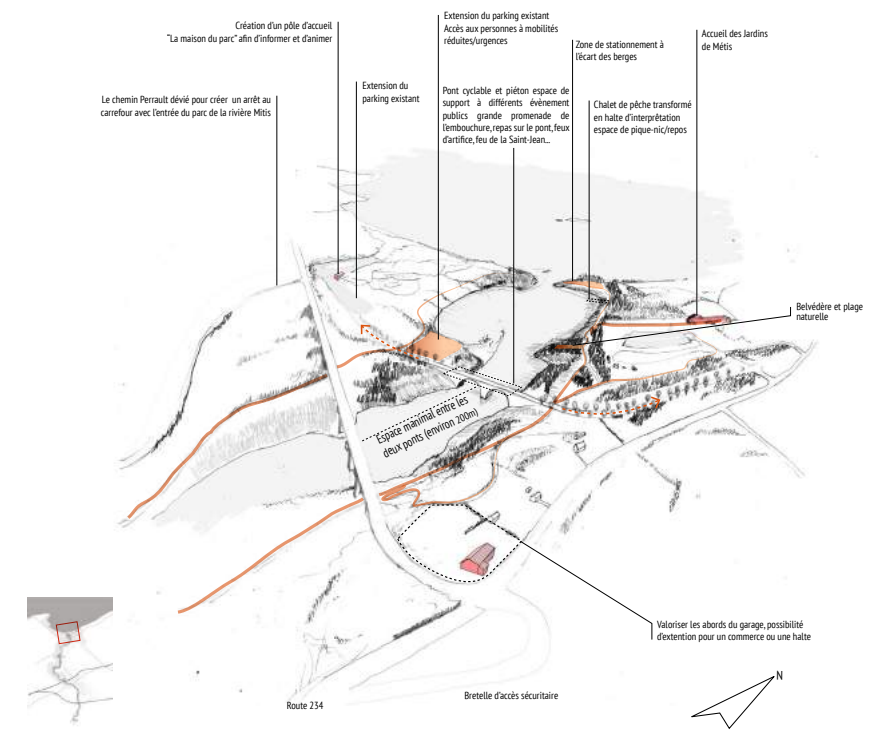 Création d'un pôle d'accueil
“La maison du parc” afin d'informer et d'animer
Extension du parking existant
Accès aux personnes à mobilités
réduites/urgences
Zone de stationnement à
l'écart des berges
Accueil des Jardins
de Métis
Le chemin Perrault dévié pour créer un arrêt au
carrefour avec l'entrée du parc de la rivière Mitis
Extension du
parking existant
Pont cyclable et piéton espace de
support à différents évènement
publics grande promenade de
l'embouchure, repas sur le pont, feux
d'artifice, feu de la Saint-Jean...
Chalet de pêche transformé
en halte d'interprétation
espace de pique-nic/repos
Belvédère et plage
naturelle
Espace manimal entre les
deux ponts (environ 200m)
Valoriser les abords du garage, possibilité
d'extention pour un commerce ou une halte
N
Bretelle d'accès sécuritaire
Route 234